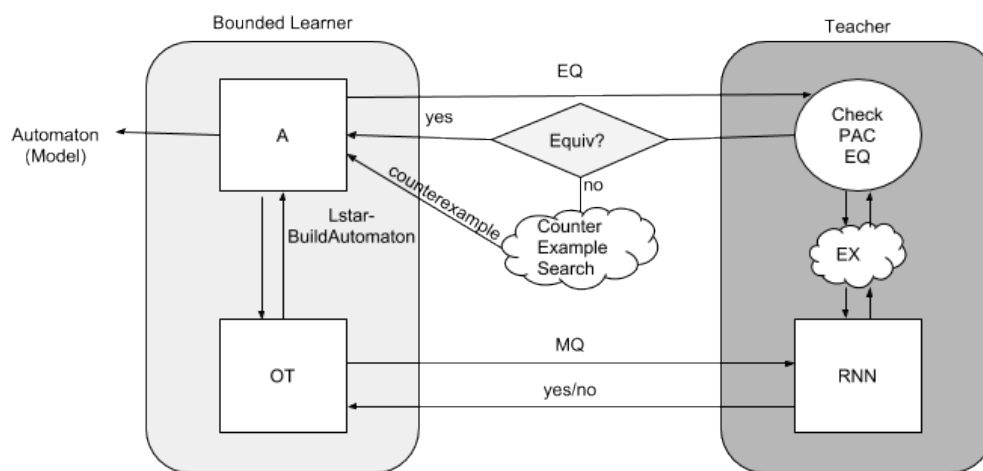 Bounded Learner
Teacher
EQ
yes
Equiv?
Check
PAC
EQ
A
Automaton
(Model)
no
counterexample
Lstar-
BuildAutomaton
Counter
Example
Search
EX
MQ
OT
RNN
yes/no